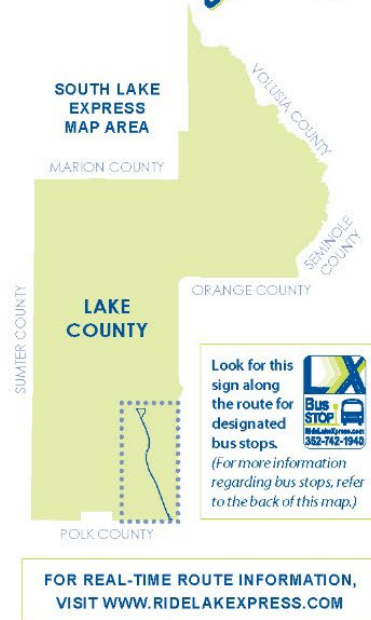 SOUTH LAKE
EXPRESS
MAP AREA
MARION COUNTY
VOLUSIA COUNTY
SEMINOLE
COUNTY
ORANGE COUNTY
SUMTER COUNTY
LAKE
COUNTY
Look for this
sign along
the route for
designated
bus stops.
(For more information
regarding bus stops, refer
to the back of this map.)
LX
BUS
STOP
RideLakeXpress.com
352-742-1940
POLK COUNTY
FOR REAL-TIME ROUTE INFORMATION,
VISIT WWW.RIDELAKEXPRESS.COM